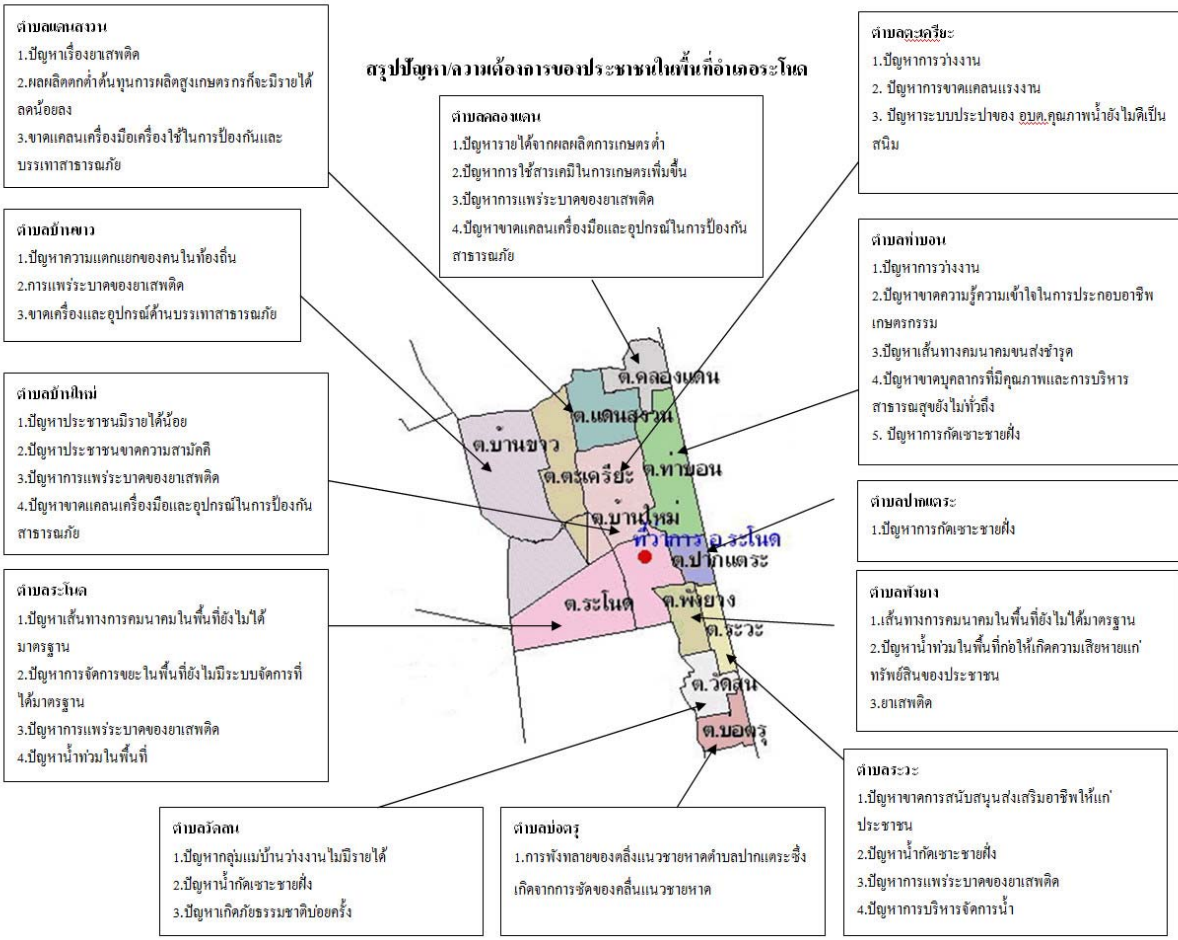 สรุปปัญหา/ความต้องการของประชาชนในพื้นที่อำเภอระโนด
ตำบลแดนสงวน
1.ปัญหาเรื่องยาเสพติด
2.ผลผลิตตกต่ำต้นทุนการผลิตสูงเกษตรกรก็จะมีรายได้
ลดน้อยลง
3.ขาดแคลนเครื่องมือเครื่องใช้ในการป้องกันและ
บรรเทาสาธารณภัย
ตำบลคลองแดน
1.ปัญหารายได้จากผลผลิตการเกษตรต่ำ
2.ปัญหาการใช้สารเคมีในการเกษตรเพิ่มขึ้น
3.ปัญหาการแพร่ระบาดของยาเสพติด
4.ปัญหาขาดแคลนเครื่องมือและอุปกรณ์ในการป้องกัน
สาธารณภัย
ตำบลตะเครียะ
1.ปัญหาการว่างงาน
2. ปัญหาการขาดแคลนแรงงาน
3. ปัญหาระบบประปาของ อบต.คุณภาพน้ำยังไม่ดีเป็น
สนิม
ตำบลบ้านขาว
1.ปัญหาความแตกแยกของคนในท้องถิ่น
2.การแพร่ระบาดของยาเสพติด
3.ขาดเครื่องและอุปกรณ์ด้านบรรเทาสาธารณภัย
ตำบลท่าบอน
1.ปัญหาการว่างงาน
2.ปัญหาขาดความรู้ความเข้าใจในการประกอบอาชีพ
เกษตรกรรม
3.ปัญหาเส้นทางคมนาคมขนส่งชำรุด
4.ปัญหาขาดบุคลากรที่มีคุณภาพและการบริหาร
สาธารณสุขยังไม่ทั่วถึง
5. ปัญหาการกัดเซาะชายฝั่ง
ตำบลบ้านใหม่
1.ปัญหาประชาชนมีรายได้น้อย
2.ปัญหาประชาชนขาดความสามัคคี
3.ปัญหาการแพร่ระบาดของยาเสพติด
4.ปัญหาขาดแคลนเครื่องมือและอุปกรณ์ในการป้องกัน
สาธารณภัย
ต.คลองแดน
ต.แดนสงวน
ต.บ้านขาว
ต.ตะเครียะ
ต.ท่าบอน
ต.บ้านใหม่
ที่ว่าการ อ.ระโนด
ต.ปากแตระ
ต.ระโนด
ต.พังยาง
ต.ระวะ
ต.วัดสน
ต.บ่อตรุ
ตำบลปากแตระ
1.ปัญหาการกัดเซาะชายฝั่ง
ตำบลระโนด
1.ปัญหาเส้นทางการคมนาคมในพื้นที่ยังไม่ได้
มาตรฐาน
2.ปัญหาการจัดการขยะในพื้นที่ยังไม่มีระบบจัดการที่
ได้มาตรฐาน
3.ปัญหาการแพร่ระบาดของยาเสพติด
4.ปัญหาน้ำท่วมในพื้นที่
ตำบลพังยาง
1.เส้นทางการคมนาคมในพื้นที่ยังไม่ได้มาตรฐาน
2.ปัญหาน้ำท่วมในพื้นที่ก่อให้เกิดความเสียหายแก่
ทรัพย์สินของประชาชน
3.ยาเสพติด
ตำบลระวะ
1.ปัญหาขาดการสนับสนุนส่งเสริมอาชีพให้แก่
ประชาชน
2.ปัญหาน้ำกัดเซาะชายฝั่ง
3.ปัญหาการแพร่ระบาดของยาเสพติด
4.ปัญหาการบริหารจัดการน้ำ
ตำบลวัดสน
1.ปัญหากลุ่มแม่บ้านว่างงานไม่มีรายได้
2.ปัญหาน้ำกัดเซาะชายฝั่ง
3.ปัญหาเกิดภัยธรรมชาติบ่อยครั้ง
ตำบลบ่อตรุ
1.การพังทลายของตลิ่งแนวชายหาดตำบลปากแตระซึ่ง
เกิดจากการซัดของคลื่นแนวชายหาด